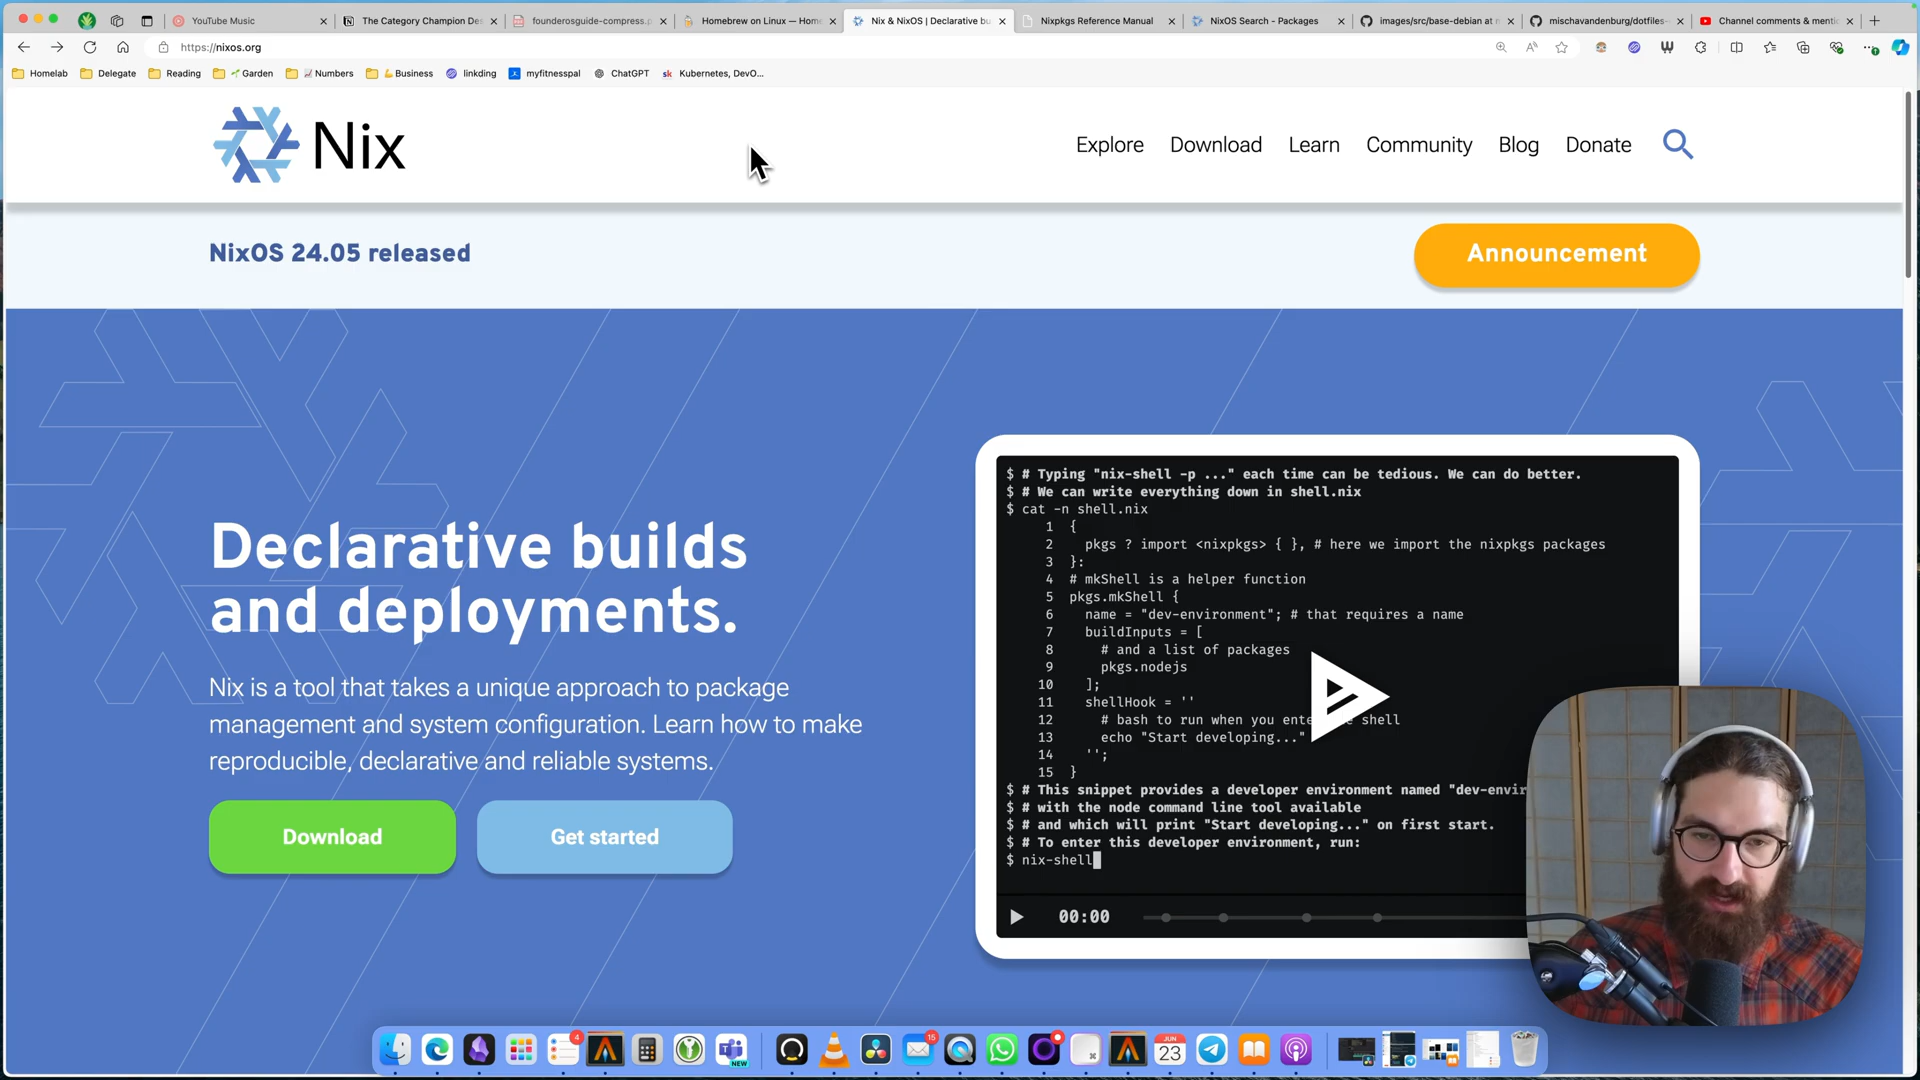 YouTube Music
The Category Champion De
founderosguide-compress.p
Homebrew on Linux — Home
Nix & NixOS | Declarative bu
Nixpkgs Reference Manual
NixOS Search - Packages
images/src/base-debian at m
mischavandenburg/dotfiles-
Channel comments & menti
https://nixos.org
Homelab
Delegate
Reading
Garden
Numbers
Business
linkding
myfitnesspal
ChatGPT
Kubernetes, DevO...
Nix
Explore
Download
Learn
Community
Blog
Donate
NixOS 24.05 released
Announcement
Declarative builds
and deployments.
Nix is a tool that takes a unique approach to package
management and system configuration. Learn how to make
reproducible, declarative and reliable systems.
Download
Get started
$ # Typing "nix-shell -p ..." each time can be tedious. We can do better.
$ # We can write everything down in shell.nix
$ cat -n shell.nix
1 {
2 pkgs ? import <nixpkgs> { }, # here we import the nixpkgs packages
3 }:
4 # mkShell is a helper function
5 pkgs.mkShell {
6 name = "dev-environment"; # that requires a name
7 buildInputs = [
8 # and a list of packages
9 pkgs.nodejs
10 ];
11 shellHook = ''
12 # bash to run when you ente e shell
13 echo "Start developing..."
14 '';
15 }
$ # This snippet provides a developer environment named "dev-envir
$ # with the node command line tool available
$ # and which will print "Start developing..." on first start.
$ # To enter this developer environment, run:
$ nix-shell
00:00
4
NEW
15
JUN
23